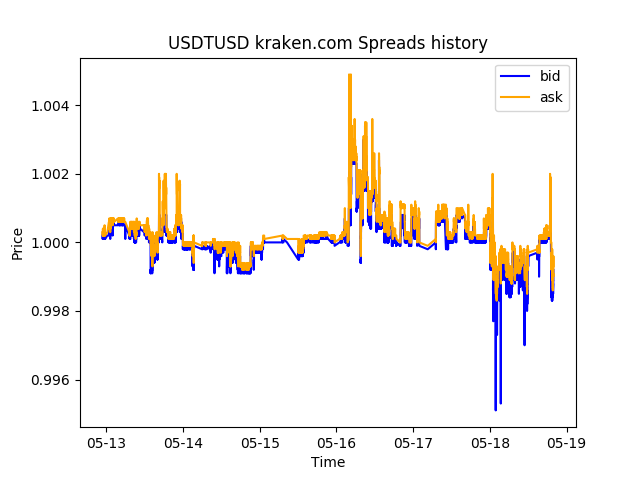 USDTUSD kraken.com Spreads history
bid
ask
Price
1.004
1.002
1.000
0.998
0.996
05-13 05-14 05-15 05-16 05-17 05-18 05-19
Time